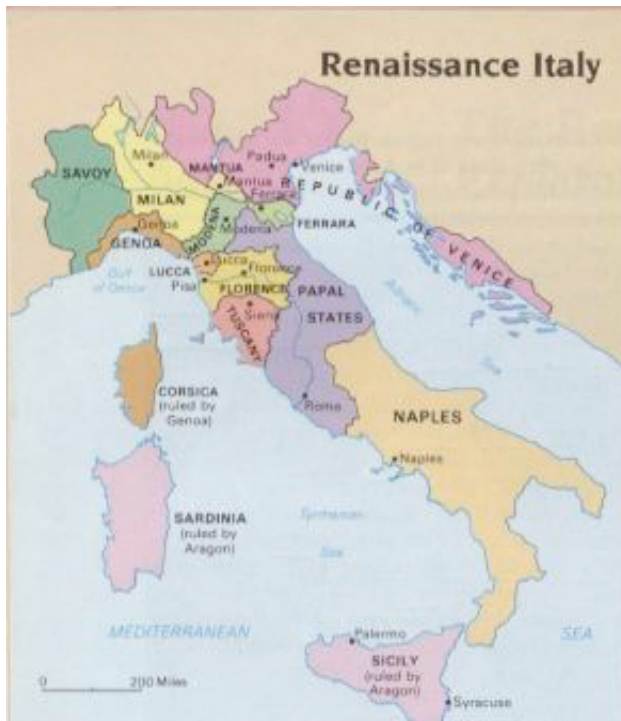 Renaissance Italy
SAVOY
Milan
MILAN
MANTUA
Mantua
Padua
Venice
REPUBLIC OF VENICE
Ferrara
FERRARA
Genoa
GENOA
MODENA
Modena
Gulf
of Genoa
LUCCA
Lucca
Pisa
Florence
FLORENCE
Siena
TUSCANY
PAPAL
STATES
Rome
Adriatic
Sea
CORSICA
(ruled by
Genoa)
NAPLES
Naples
SARDINIA
(ruled by
Aragon)
Tyrrhenian
Sea
MEDITERRANEAN
SEA
Palermo
SICILY
(ruled by
Aragon)
Syracuse
0
200 Miles